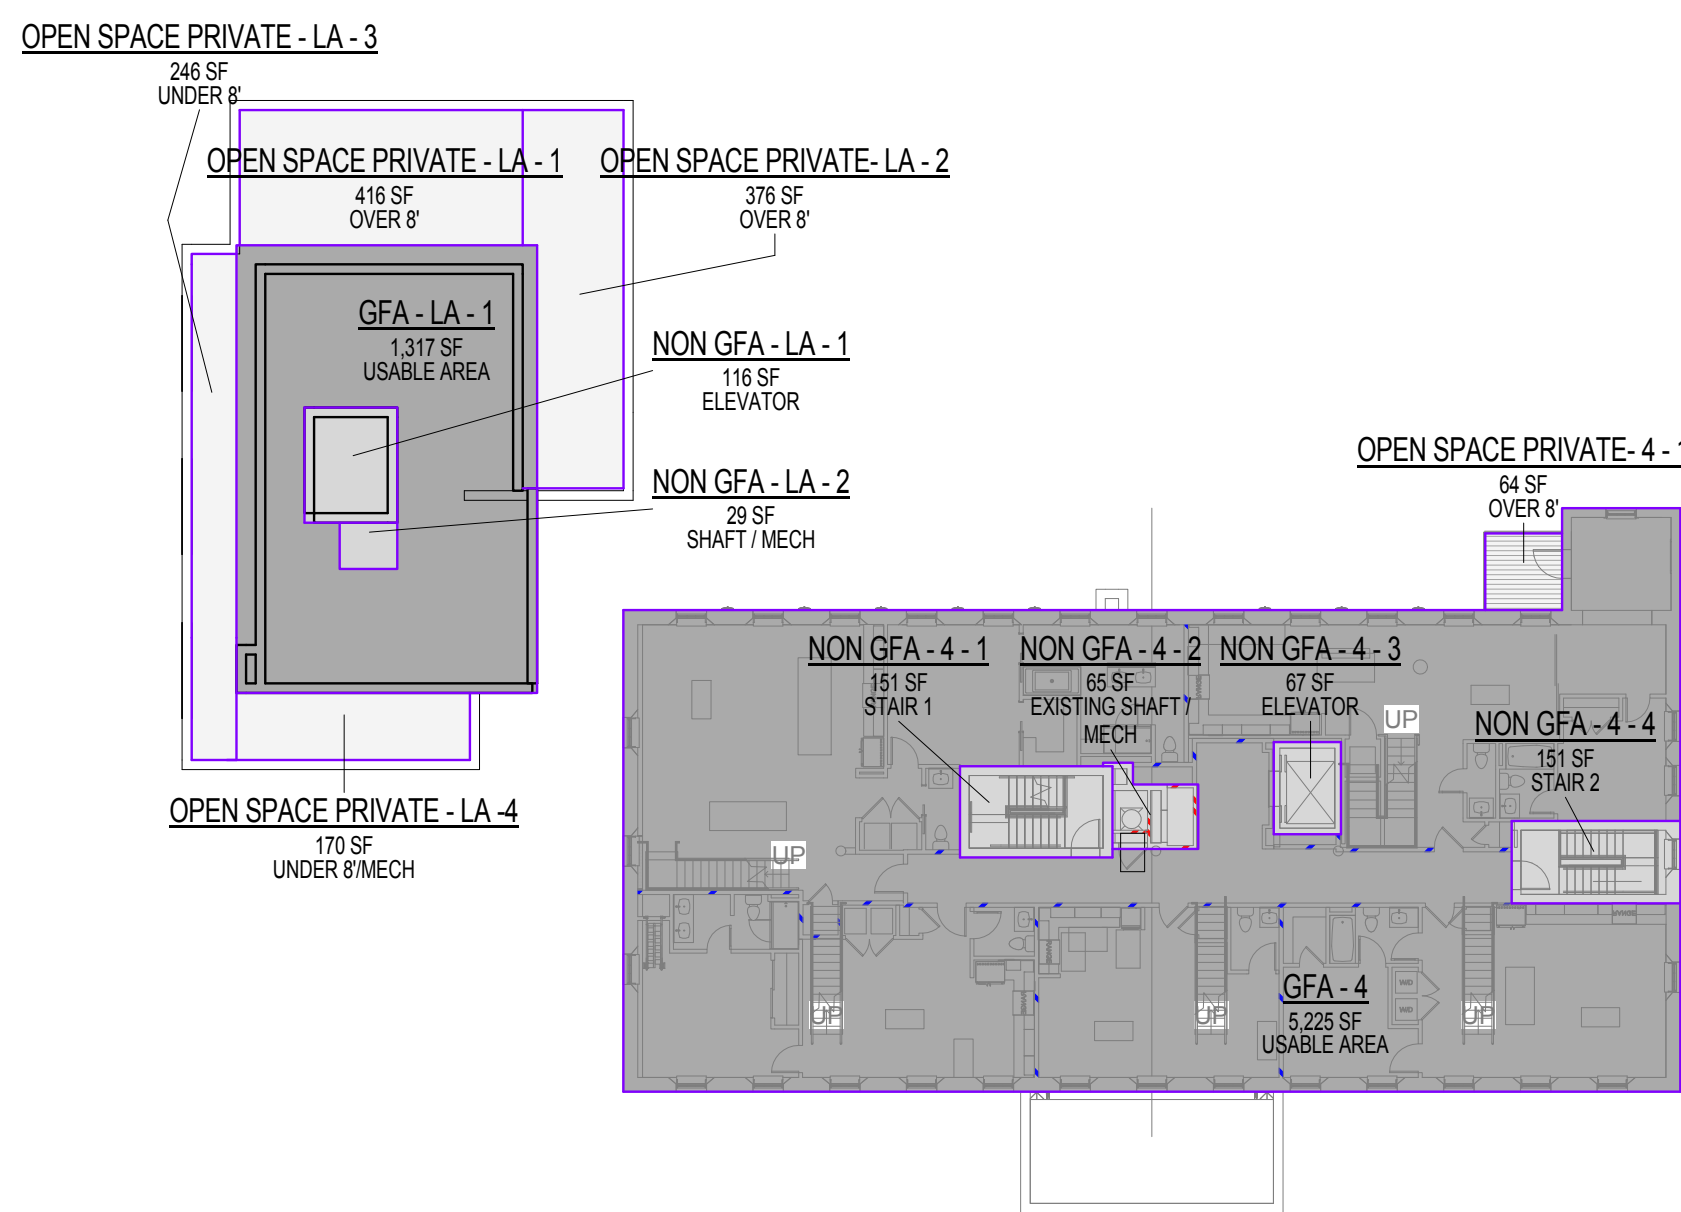 OPEN SPACE PRIVATE - LA - 3
246 SF
UNDER 8'
OPEN SPACE PRIVATE - LA - 1
416 SF
OVER 8'
OPEN SPACE PRIVATE- LA - 2
376 SF
OVER 8'
GFA - LA - 1
1,317 SF
USABLE AREA
NON GFA - LA - 1
116 SF
ELEVATOR
NON GFA - LA - 2
29 SF
SHAFT / MECH
OPEN SPACE PRIVATE - LA -4
170 SF
UNDER 8'/MECH
OPEN SPACE PRIVATE- 4 - 1
64 SF
OVER 8'
NON GFA - 4 - 1
151 SF
STAIR 1
NON GFA - 4 - 2
65 SF
EXISTING SHAFT /
MECH
NON GFA - 4 - 3
67 SF
ELEVATOR
UP
NON GFA - 4 - 4
151 SF
STAIR 2
UP
GFA - 4
5,225 SF
USABLE AREA
W/D
W/D
UP
UP
UP